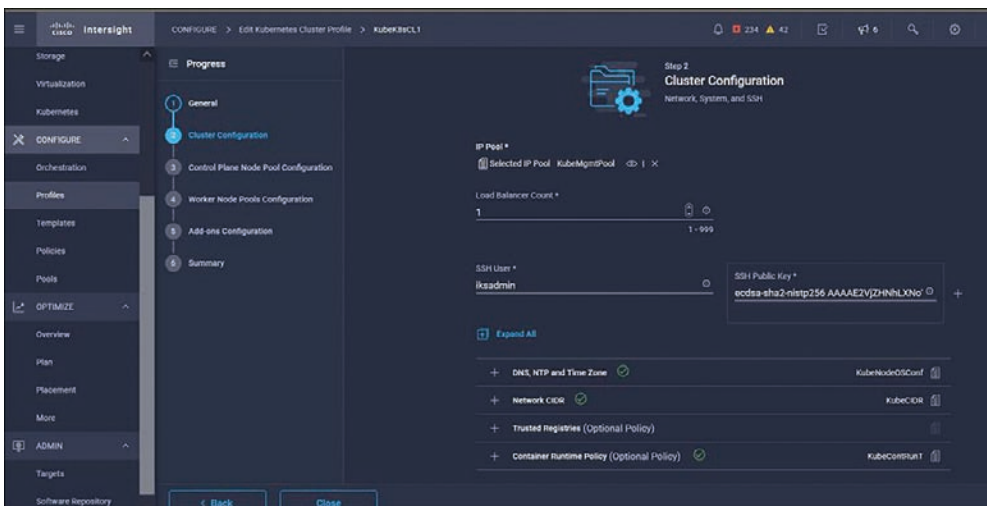 CISCO Intersight
CONFIGURE > Edit Kubernetes Cluster Profile > KubeK8sCL1
234 42 6
Storage
Virtualization
Kubernetes
CONFIGURE
Orchestration
Profiles
Templates
Policies
Pools
OPTIMIZE
Overview
Plan
Placement
More
ADMIN
Targets
Software Repository
Progress
1 General
2 Cluster Configuration
3 Control Plane Node Pool Configuration
4 Worker Node Pools Configuration
5 Add-ons Configuration
6 Summary
Step 2
Cluster Configuration
Network, System, and SSH
IP Pool *
Selected IP Pool KubeMgmtPool
Load Balancer Count *
1
1 - 999
SSH User *
iksadmin
SSH Public Key *
ecdsa-sha2-nistp256 AAAAE2VjZHNhLXNo
Expand All
DNS, NTP and Time Zone KubeNodeOSConf
Network CIDR KubeCIDR
Trusted Registries (Optional Policy)
Container Runtime Policy (Optional Policy) KubeContRunT
< Back
Close